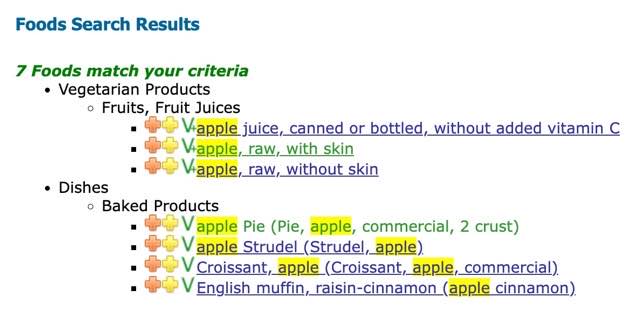 Foods Search Results
7 Foods match your criteria
Vegetarian Products
Fruits, Fruit Juices
V+apple juice, canned or bottled, without added vitamin C
V+apple, raw, with skin
V+apple, raw, without skin
Dishes
Baked Products
V apple Pie (Pie, apple, commercial, 2 crust)
V apple Strudel (Strudel, apple)
V Croissant, apple (Croissant, apple, commercial)
V English muffin, raisin-cinnamon (apple cinnamon)